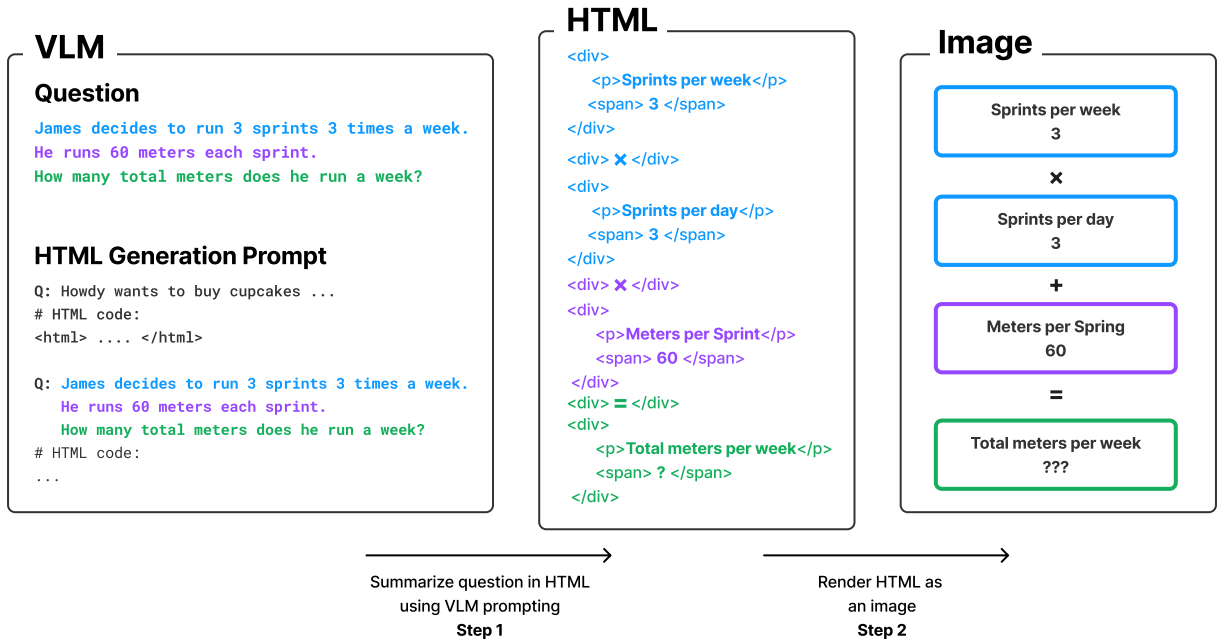 VLM
Question
James decides to run 3 sprints 3 times a week.
He runs 60 meters each sprint.
How many total meters does he run a week?
HTML Generation Prompt
Q: Howdy wants to buy cupcakes ...
# HTML code:
<html> .... </html>
Q: James decides to run 3 sprints 3 times a week.
He runs 60 meters each sprint.
How many total meters does he run a week?
# HTML code:
...
HTML
<div>
<p>Sprints per week</p>
<span> 3 </span>
</div>
<div> × </div>
<div>
<p>Sprints per day</p>
<span> 3 </span>
</div>
<div> × </div>
<div>
<p>Meters per Sprint</p>
<span> 60 </span>
</div>
<div> = </div>
<div>
<p>Total meters per week</p>
<span> ? </span>
</div>
Image
Sprints per week
3
×
Sprints per day
3
+
Meters per Spring
60
=
Total meters per week
???
Summarize question in HTML
using VLM prompting
Step 1
Render HTML as
an image
Step 2